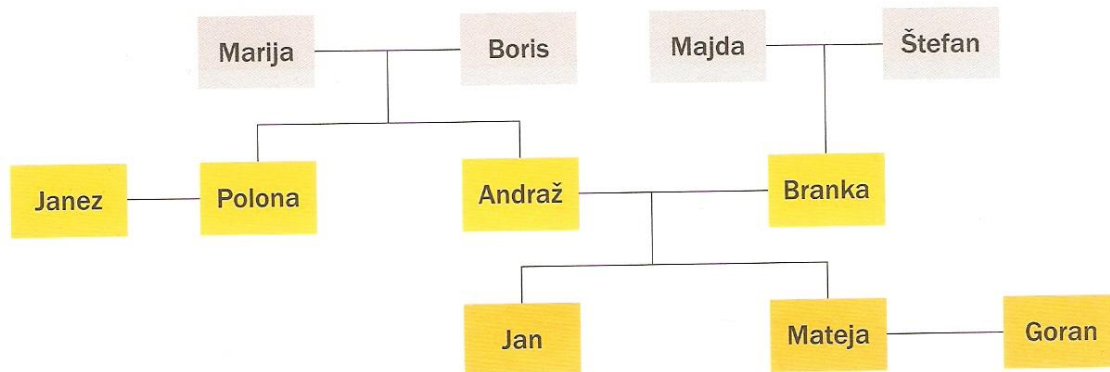 Marija
Boris
Majda
Štefan
Janez
Polona
Andraž
Branka
Jan
Mateja
Goran